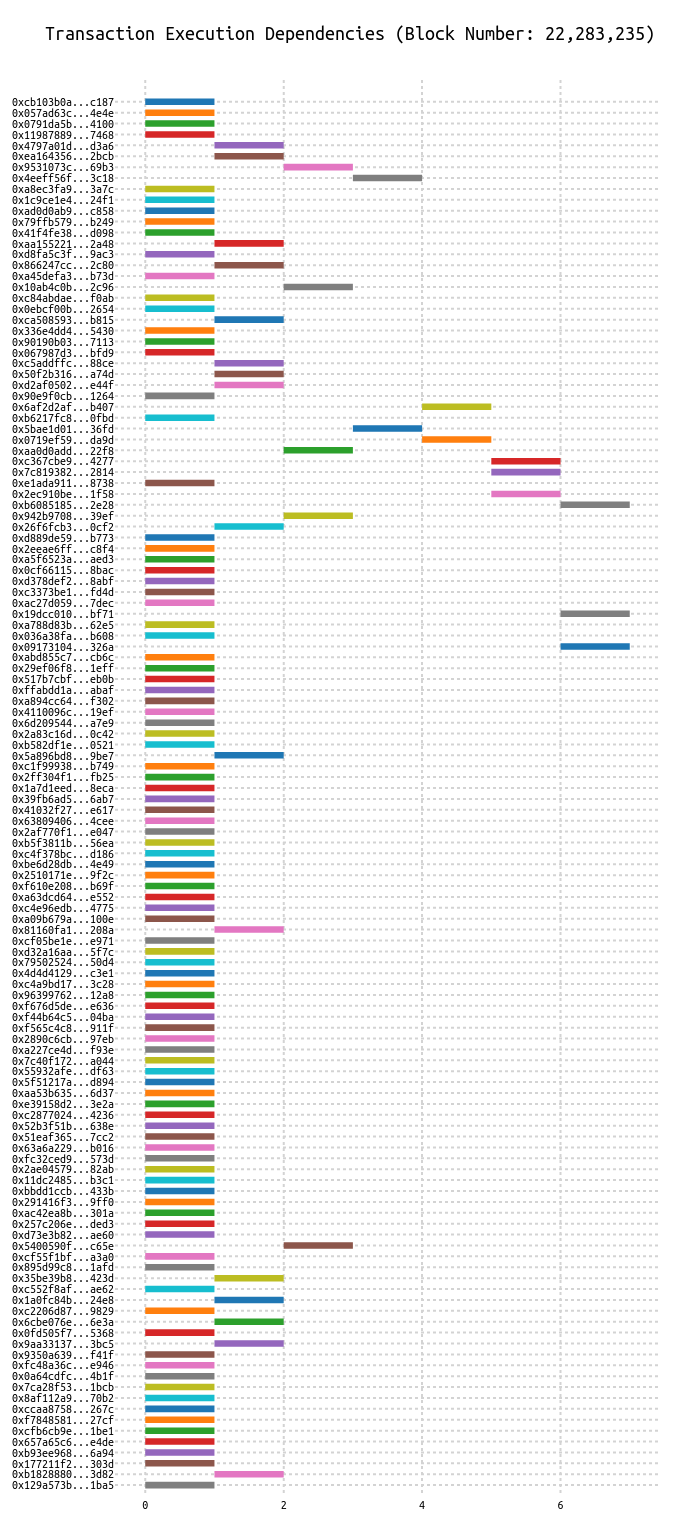 Transaction Execution Dependencies (Block Number: 22,283,235)
0xcb103b0a...c187
0x057ad63c...4e4e
0x0791da5b...4100
0x11987889...7468
0x4797a01d...d3a6
0xea164356...2bcb
0x9531073c...69b3
0x4eeff56f...3c18
0xa8ec3fa9...3a7c
0x1c9ce1e4...24f1
0xad0d0ab9...c858
0x79ffb579...b249
0x41f4fe38...d098
0xaa155221...2a48
0xd8fa5c3f...9ac3
0x866247cc...2c80
0xa45defa3...b73d
0x10ab4c0b...2c96
0xc84abdae...f0ab
0x0ebcf00b...2654
0xca508593...b815
0x336e4dd4...5430
0x90190b03...7113
0x067987d3...bfd9
0xc5addffc...88ce
0x50f2b316...a74d
0xd2af0502...e44f
0x90e9f0cb...1264
0x6af2d2af...b407
0xb6217fc8...0fbd
0x5bae1d01...36fd
0x0719ef59...da9d
0xaa0d0add...22f8
0xc367cbe9...4277
0x7c819382...2814
0xe1ada911...8738
0x2ec910be...1f58
0xb6085185...2e28
0x942b9708...39ef
0x26f6fcb3...0cf2
0xd889de59...b773
0x2eeae6ff...c8f4
0xa5f6523a...aed3
0x0cf66115...8bac
0xd378def2...8abf
0xc3373be1...fd4d
0xac27d059...7dec
0x19dcc010...bf71
0xa788d83b...62e5
0x036a38fa...b608
0x09173104...326a
0xabd855c7...cb6c
0x29ef06f8...1eff
0x517b7cbf...eb0b
0xffabdd1a...abaf
0xa894cc64...f302
0x4110096c...19ef
0x6d209544...a7e9
0x2a83c16d...0c42
0xb582df1e...0521
0x5a896bd8...9be7
0xc1f99938...b749
0x2ff304f1...fb25
0x1a7d1eed...8eca
0x39fb6ad5...6ab7
0x41032f27...e617
0x63809406...4cee
0x2af770f1...e047
0xb5f3811b...56ea
0xc4f378bc...d186
0xbe6d28db...4e49
0x2510171e...9f2c
0xf610e208...b69f
0xa63dcd64...e552
0xc4e96edb...4775
0xa09b679a...100e
0x81160fa1...208a
0xcf05be1e...e971
0xd32a16aa...5f7c
0x79502524...50d4
0x4d4d4129...c3e1
0xc4a9bd17...3c28
0x96399762...12a8
0xf676d5de...e636
0xf44b64c5...04ba
0xf565c4c8...911f
0x2890c6cb...97eb
0xa227ce4d...f93e
0x7c40f172...a044
0x55932afe...df63
0x5f51217a...d894
0xaa53b635...6d37
0xe39158d2...3e2a
0xc2877024...4236
0x52b3f51b...638e
0x51eaf365...7cc2
0x63a6a229...b016
0xfc32ced9...573d
0x2ae04579...82ab
0x11dc2485...b3c1
0xbbdd1ccb...433b
0x291416f3...9ff0
0xac42ea8b...301a
0x257c206e...ded3
0xd73e3b82...ae60
0x5400590f...c65e
0xcf55f1bf...a3a0
0x895d99c8...1afd
0x35be39b8...423d
0xc552f8af...ae62
0x1a0fc84b...24e8
0xc2206d87...9829
0x6cbe076e...6e3a
0x0fd505f7...5368
0x9aa33137...3bc5
0x9350a639...f41f
0xfc48a36c...e946
0x0a64cdfc...4b1f
0x7ca28f53...1bcb
0x8af112a9...70b2
0xccaa8758...267c
0xf7848581...27cf
0xcfb6cb9e...1be1
0x657a65c6...e4de
0xb93ee968...6a94
0x177211f2...303d
0xb1828880...3d82
0x129a573b...1ba5
0 2 4 6